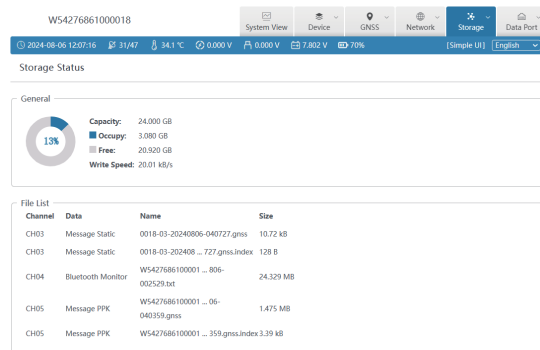 W54276861000018
System View
Device
GNSS
Network
Storage
Data Port
2024-08-06 12:07:16 31/47 34.1 ℃ 0.000 V 0.000 V 7.802 V 70% [Simple UI] English
Storage Status
General
13%
Capacity: 24.000 GB
Occupy: 3.080 GB
Free: 20.920 GB
Write Speed: 20.01 kB/s
File List
Channel Data Name Size
CH03 Message Static 0018-03-20240806-040727.gnss 10.72 kB
CH03 Message Static 0018-03-202408 ... 727.gnss.index 128 B
CH04 Bluetooth Monitor W5427686100001 ... 806-
002529.txt 24.329 MB
CH05 Message PPK W5427686100001 ... 06-
040359.gnss 1.475 MB
CH05 Message PPK W5427686100001 ... 359.gnss.index 3.39 kB